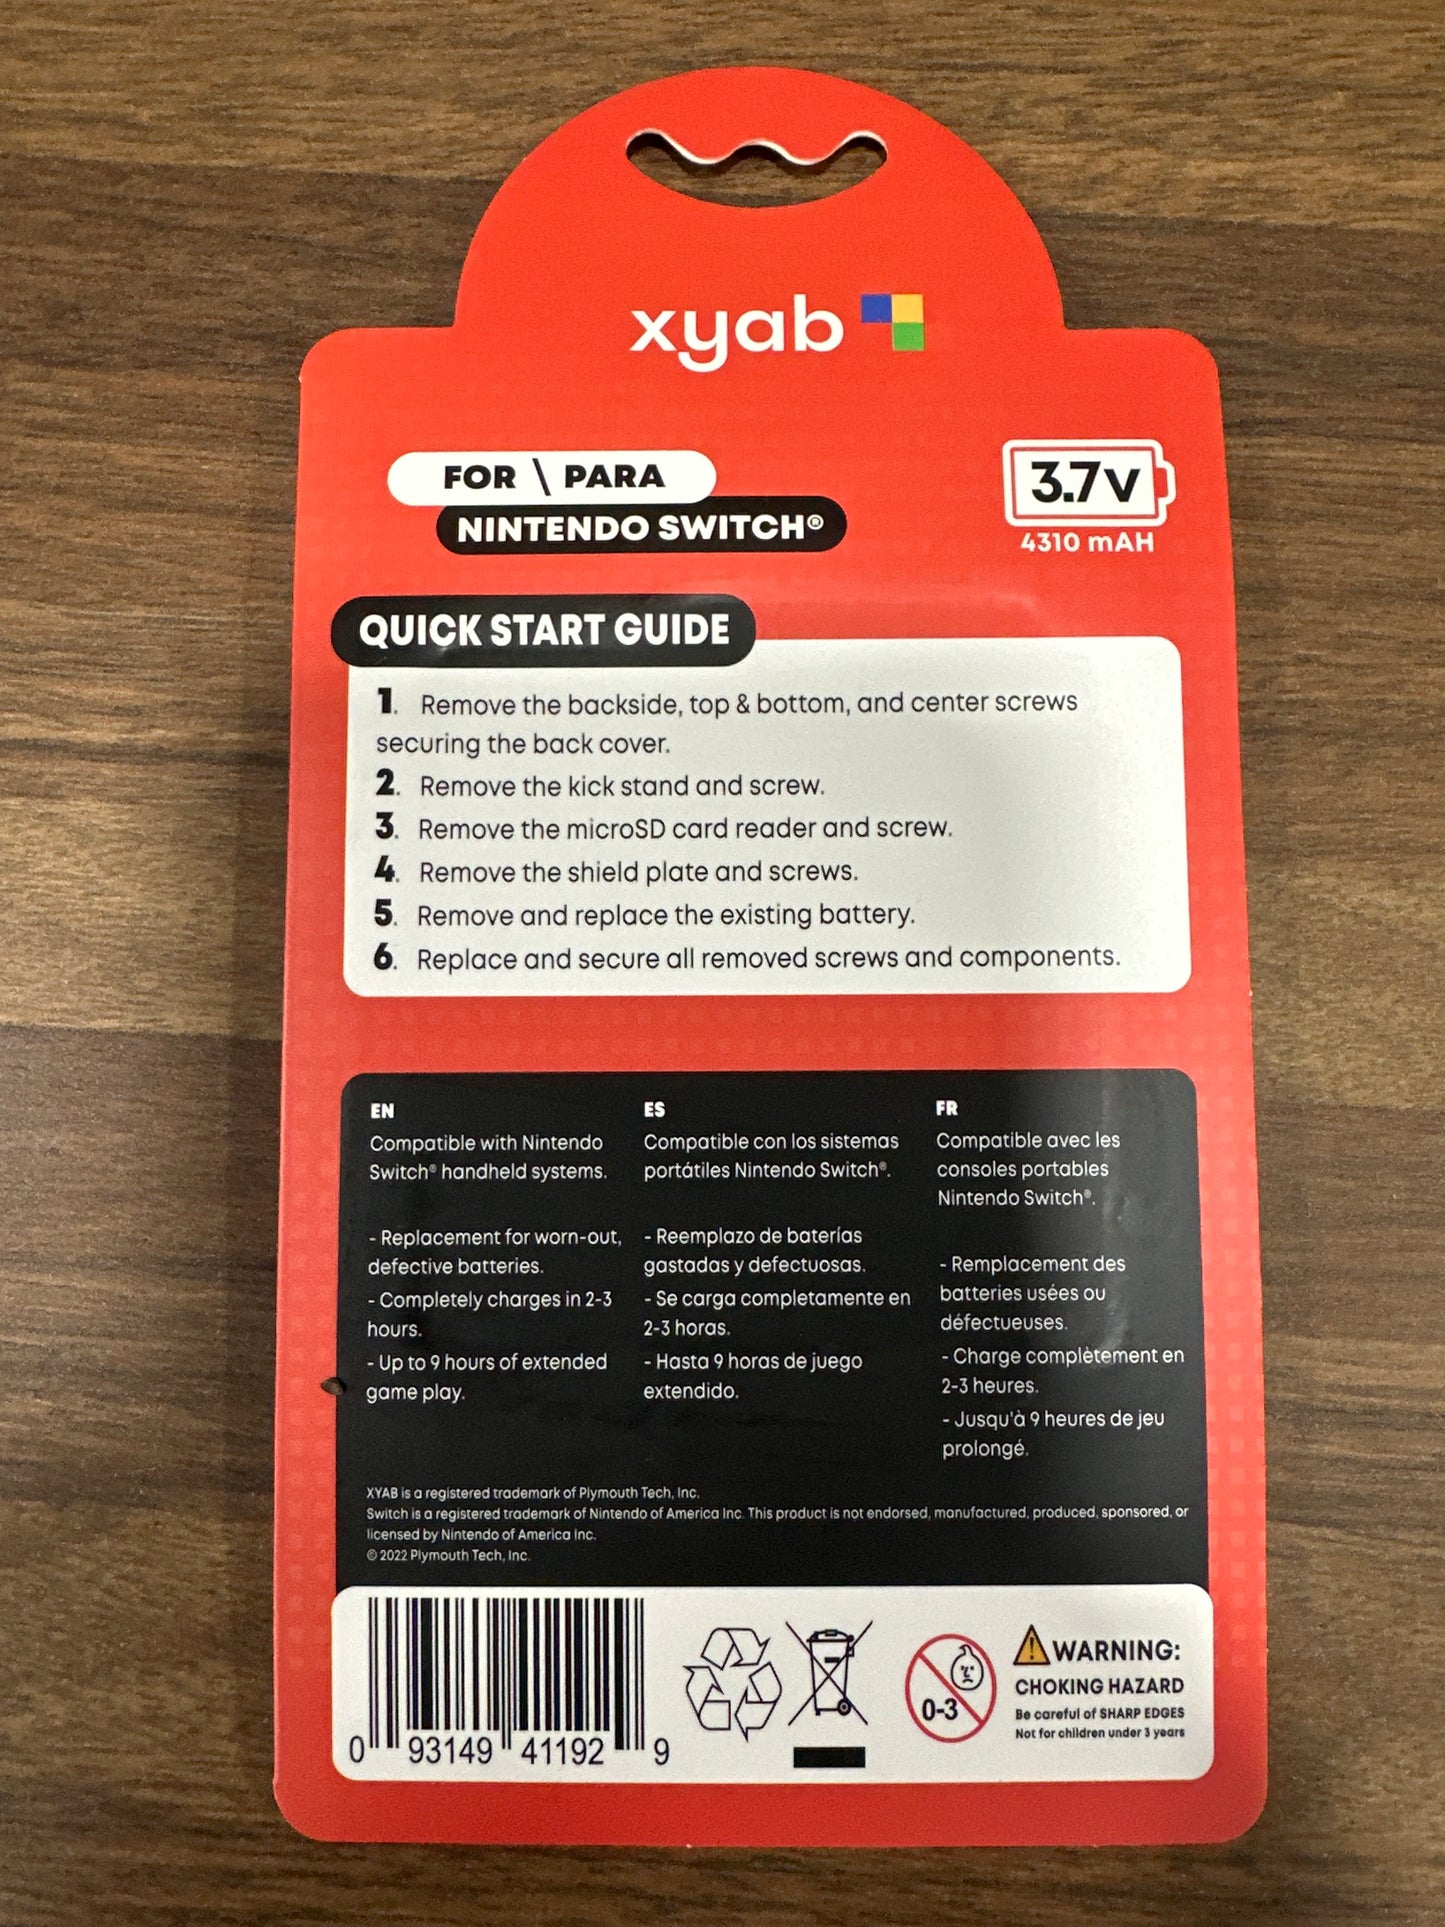 xyab
FOR \ PARA
NINTENDO SWITCH®
3.7v
4310 mAH
QUICK START GUIDE
1. Remove the backside, top & bottom, and center screws
securing the back cover.
2. Remove the kick stand and screw.
3. Remove the microSD card reader and screw.
4. Remove the shield plate and screws.
5. Remove and replace the existing battery.
6. Replace and secure all removed screws and components.
EN
Compatible with Nintendo
Switch® handheld systems.
- Replacement for worn-out,
defective batteries.
- Completely charges in 2-3
hours.
- Up to 9 hours of extended
game play.
ES
Compatible con los sistemas
portátiles Nintendo Switch®.
- Reemplazo de baterías
gastadas y defectuosas.
- Se carga completamente en
2-3 horas.
- Hasta 9 horas de juego
extendido.
FR
Compatible avec les
consoles portables
Nintendo Switch®.
- Remplacement des
batteries usées ou
défectueuses.
- Charge complètement en
2-3 heures.
- Jusqu'à 9 heures de jeu
prolongé.
XYAB is a registered trademark of Plymouth Tech, Inc.
Switch is a registered trademark of Nintendo of America Inc. This product is not endorsed, manufactured, produced, sponsored, or
licensed by Nintendo of America Inc.
© 2022 Plymouth Tech, Inc.
0 93149 41192 9
0-3
WARNING:
CHOKING HAZARD
Be careful of SHARP EDGES
Not for children under 3 years